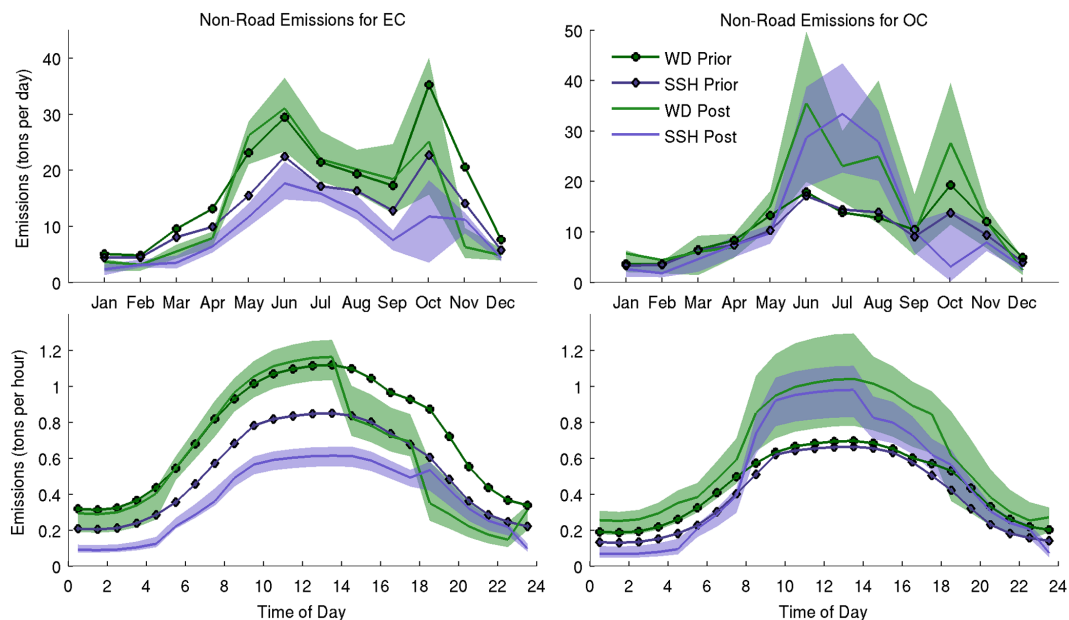 Non-Road Emissions for EC
Non-Road Emissions for OC
Emissions (tons per day)
40
30
20
10
0
Jan Feb Mar Apr May Jun Jul Aug Sep Oct Nov Dec
50
40
30
20
10
0
WD Prior
SSH Prior
WD Post
SSH Post
Jan Feb Mar Apr May Jun Jul Aug Sep Oct Nov Dec
Emissions (tons per hour)
1.2
1
0.8
0.6
0.4
0.2
0
0 2 4 6 8 10 12 14 16 18 20 22 24
Time of Day
1.2
1
0.8
0.6
0.4
0.2
0
2 4 6 8 10 12 14 16 18 20 22 24
Time of Day